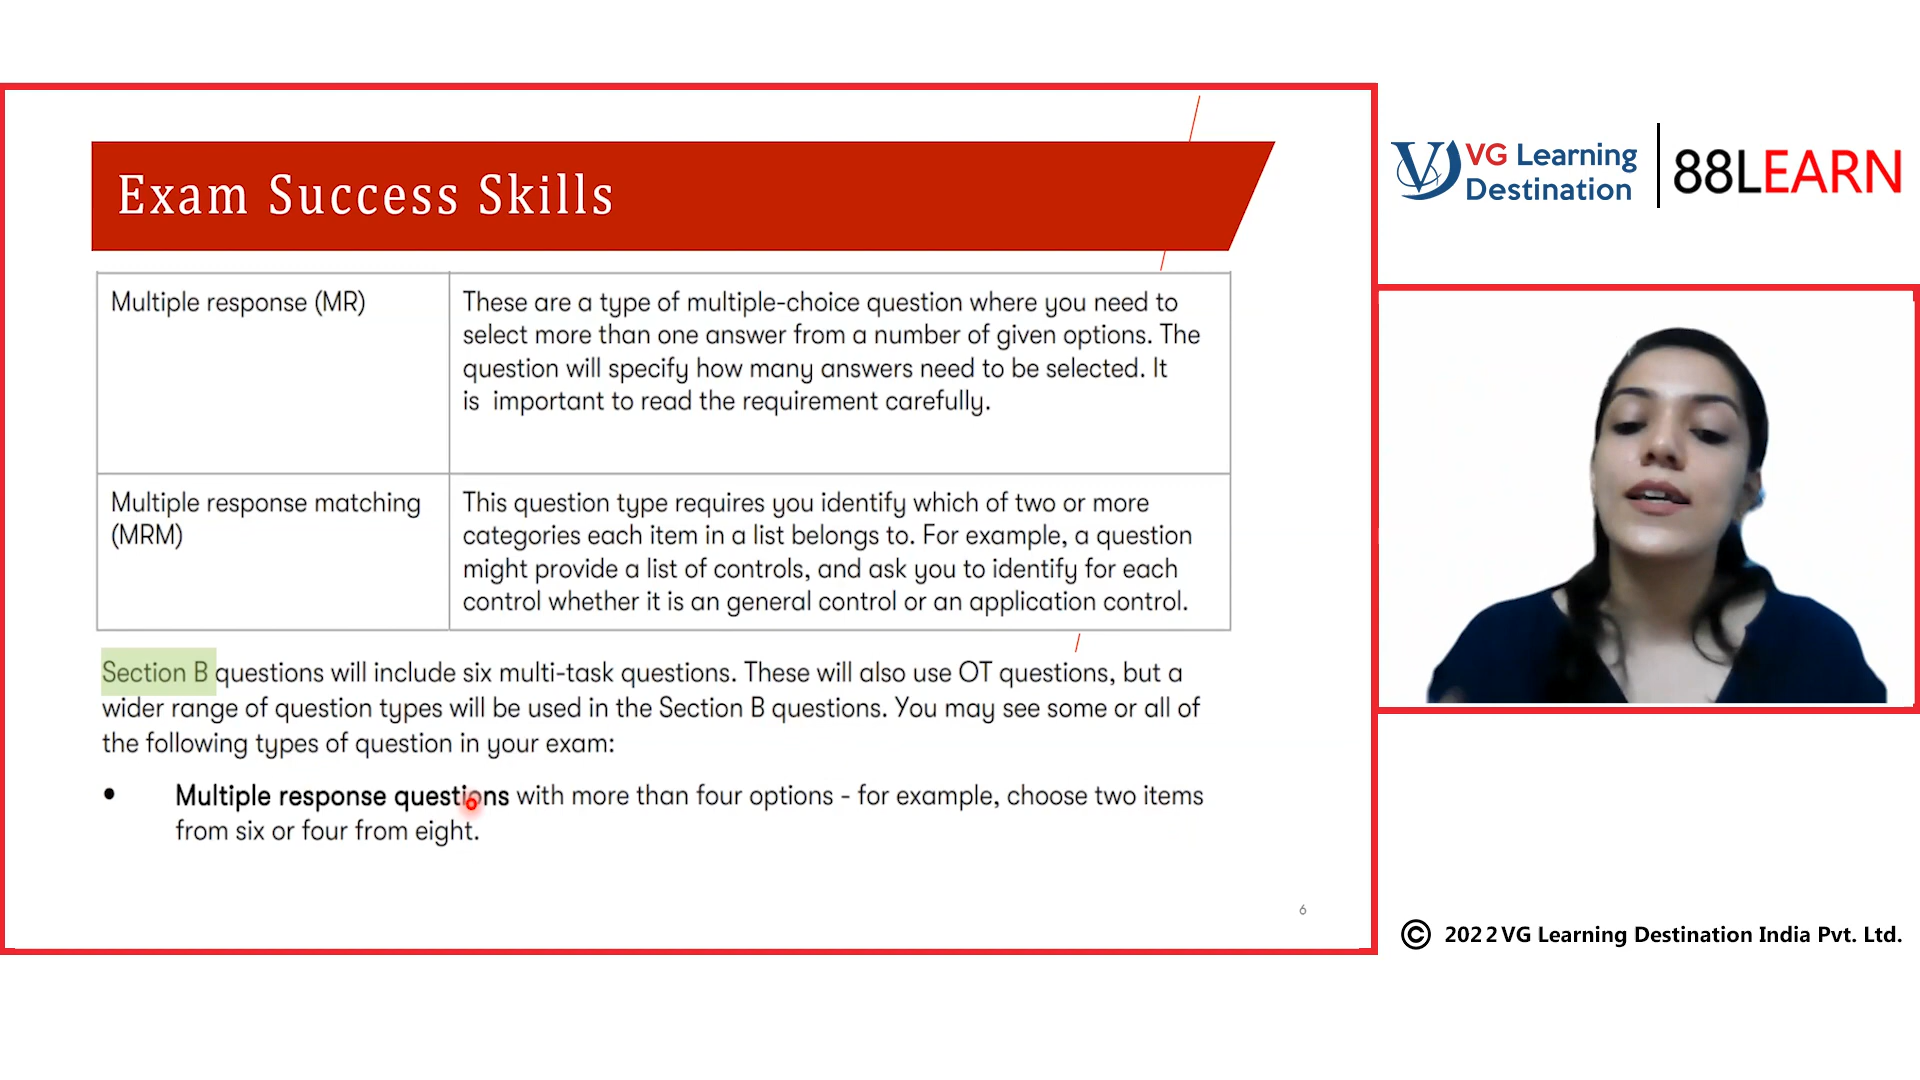 Exam Success Skills
Multiple response (MR)
These are a type of multiple-choice question where you need to
select more than one answer from a number of given options. The
question will specify how many answers need to be selected. It
is important to read the requirement carefully.
Multiple response matching
(MRM)
This question type requires you identify which of two or more
categories each item in a list belongs to. For example, a question
might provide a list of controls, and ask you to identify for each
control whether it is an general control or an application control.
Section B questions will include six multi-task questions. These will also use OT questions, but a
wider range of question types will be used in the Section B questions. You may see some or all of
the following types of question in your exam:
• Multiple response questions with more than four options - for example, choose two items
from six or four from eight.
6
VG Learning
Destination
88LEARN
© 2022 VG Learning Destination India Pvt. Ltd.